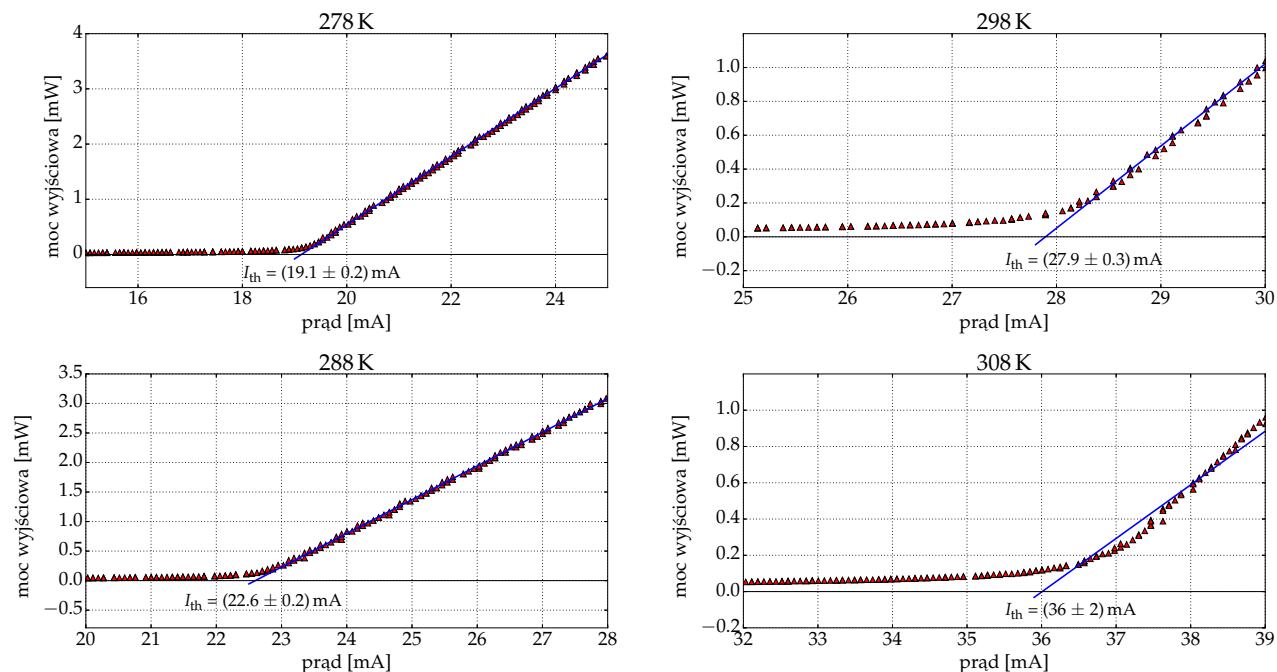 278 K
moc wyjściowa [mW]
4
3
2
1
0
I_th = (19.1 ± 0.2) mA
16 18 20 22 24
prąd [mA]
298 K
moc wyjściowa [mW]
1.0
0.8
0.6
0.4
0.2
0.0
−0.2
I_th = (27.9 ± 0.3) mA
25 26 27 28 29 30
prąd [mA]
288 K
moc wyjściowa [mW]
3.5
3.0
2.5
2.0
1.5
1.0
0.5
0.0
−0.5
I_th = (22.6 ± 0.2) mA
20 21 22 23 24 25 26 27 28
prąd [mA]
308 K
moc wyjściowa [mW]
1.0
0.8
0.6
0.4
0.2
0.0
−0.2
I_th = (36 ± 2) mA
32 33 34 35 36 37 38 39
prąd [mA]